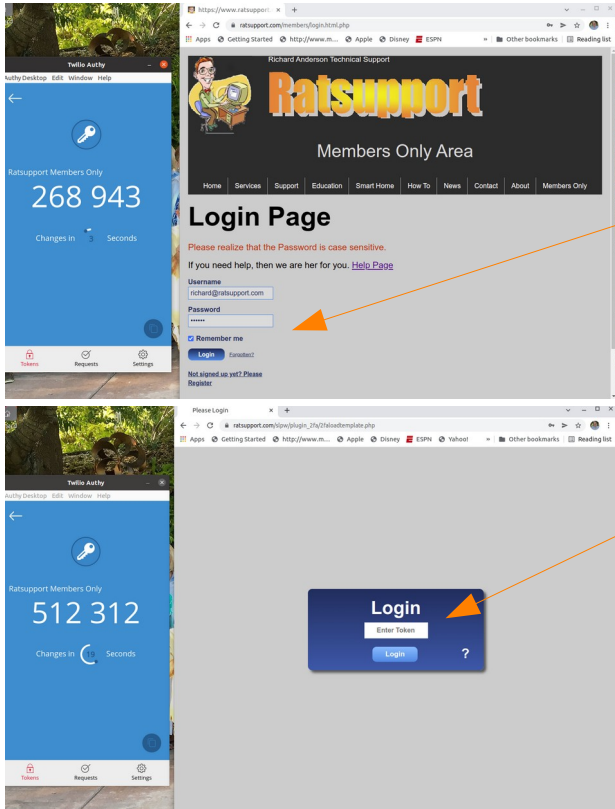 Twilio Authy
Authy Desktop Edit Window Help
Ratsupport Members Only
268 943
Changes in 3 Seconds
Tokens Requests Settings
https://www.ratsupport
ratsupport.com/members/login.html.php
Apps Getting Started http://www.m... Apple Disney ESPN » Other bookmarks Reading list
Richard Anderson Technical Support
Ratsupport
Members Only Area
Home Services Support Education Smart Home How To News Contact About Members Only
Login Page
Please realize that the Password is case sensitive.
If you need help, then we are her for you. Help Page
Username
richard@ratsupport.com
Password
••••••
Remember me
Login Forgotten?
Not signed up yet? Please
Register
Twilio Authy
Authy Desktop Edit Window Help
Ratsupport Members Only
512 312
Changes in 19 Seconds
Tokens Requests Settings
Please Login
ratsupport.com/slpw/plugin_2fa/2faloadtemplate.php
Apps Getting Started http://www.m... Apple Disney ESPN Yahoo! » Other bookmarks Reading list
Login
Enter Token
Login ?